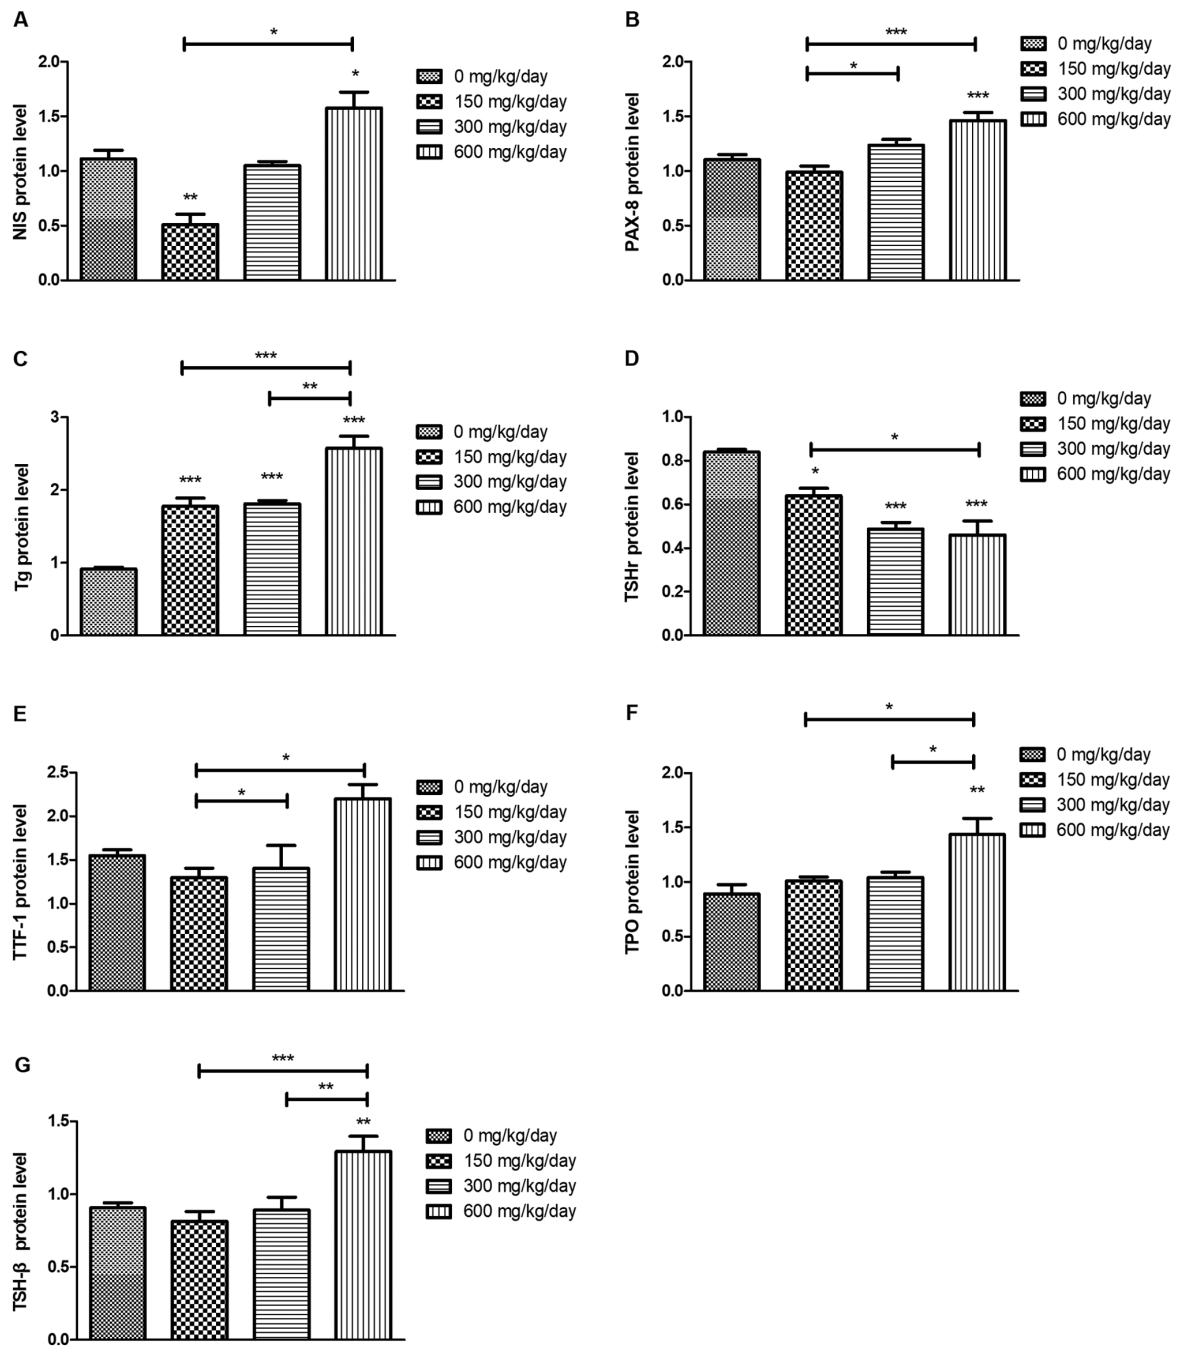 A
*
*
**
2.0
1.5
1.0
0.5
0.0
NIS protein level
0 mg/kg/day
150 mg/kg/day
300 mg/kg/day
600 mg/kg/day
B
***
*
***
2.0
1.5
1.0
0.5
0.0
PAX-8 protein level
0 mg/kg/day
150 mg/kg/day
300 mg/kg/day
600 mg/kg/day
C
***
**
***
***
***
3
2
1
0
Tg protein level
0 mg/kg/day
150 mg/kg/day
300 mg/kg/day
600 mg/kg/day
D
*
*
***
***
1.0
0.8
0.6
0.4
0.2
0.0
TSHr protein level
0 mg/kg/day
150 mg/kg/day
300 mg/kg/day
600 mg/kg/day
E
*
*
2.5
2.0
1.5
1.0
0.5
0.0
TTF-1 protein level
0 mg/kg/day
150 mg/kg/day
300 mg/kg/day
600 mg/kg/day
F
*
*
**
2.0
1.5
1.0
0.5
0.0
TPO protein level
0 mg/kg/day
150 mg/kg/day
300 mg/kg/day
600 mg/kg/day
G
***
**
**
1.5
1.0
0.5
0.0
TSH-β protein level
0 mg/kg/day
150 mg/kg/day
300 mg/kg/day
600 mg/kg/day